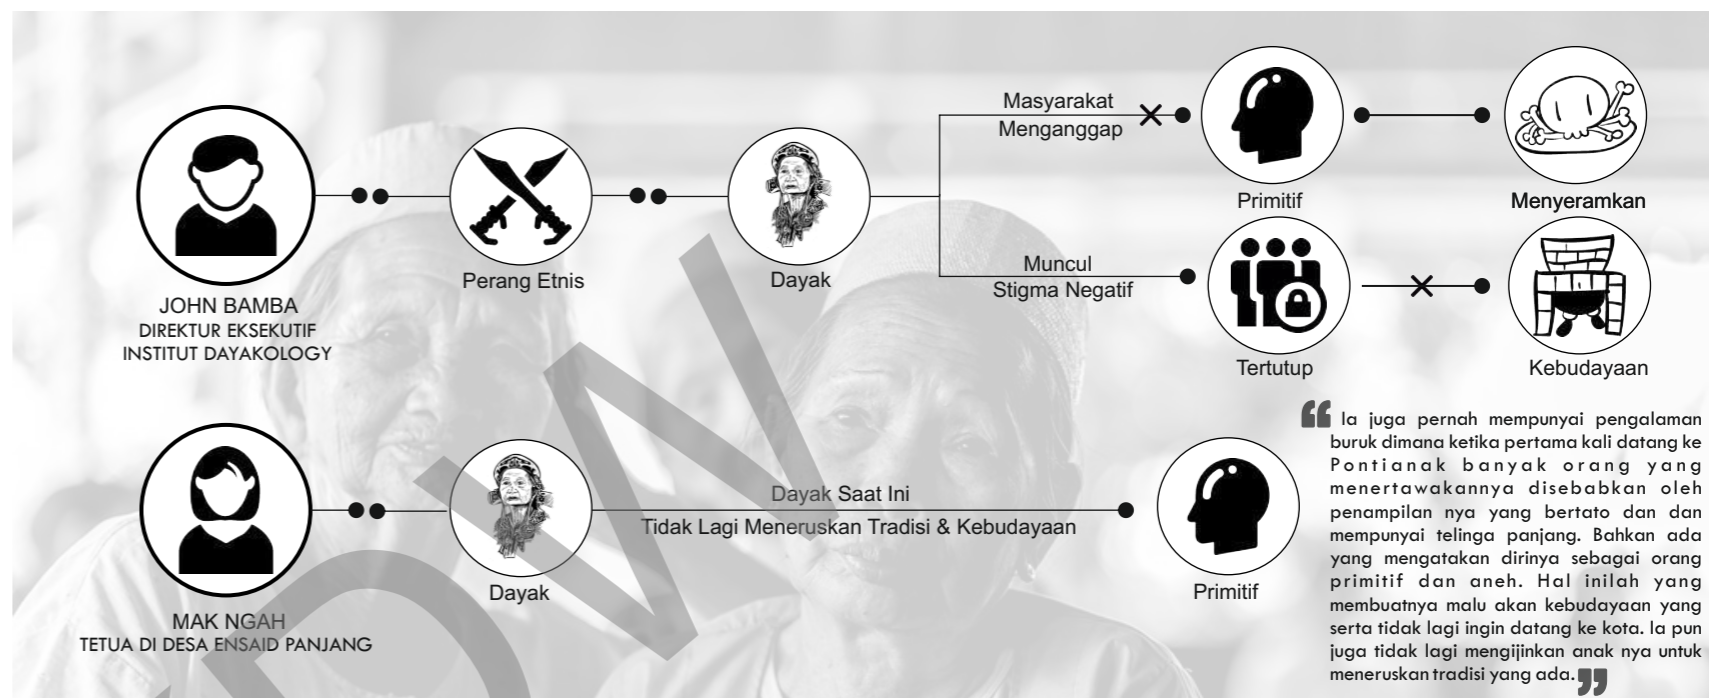 JOHN BAMBA
DIREKTUR EKSEKUTIF
INSTITUT DAYAKOLOGY
Perang Etnis
Dayak
Masyarakat
Menganggap
Primitif
Menyeramkan
Muncul
Stigma Negatif
Tertutup
Kebudayaan
MAK NGAH
TETUA DI DESA ENSAID PANJANG
Dayak
Dayak Saat Ini
Tidak Lagi Meneruskan Tradisi & Kebudayaan
Primitif
“ Ia juga pernah mempunyai pengalaman
buruk dimana ketika pertama kali datang ke
Pontianak banyak orang yang
menertawakannya disebabkan oleh
penampilan nya yang bertato dan dan
mempunyai telinga panjang. Bahkan ada
yang mengatakan dirinya sebagai orang
primitif dan aneh. Hal inilah yang
membuatnya malu akan kebudayaan yang
serta tidak lagi ingin datang ke kota. Ia pun
juga tidak lagi mengijinkan anak nya untuk
meneruskan tradisi yang ada. ”